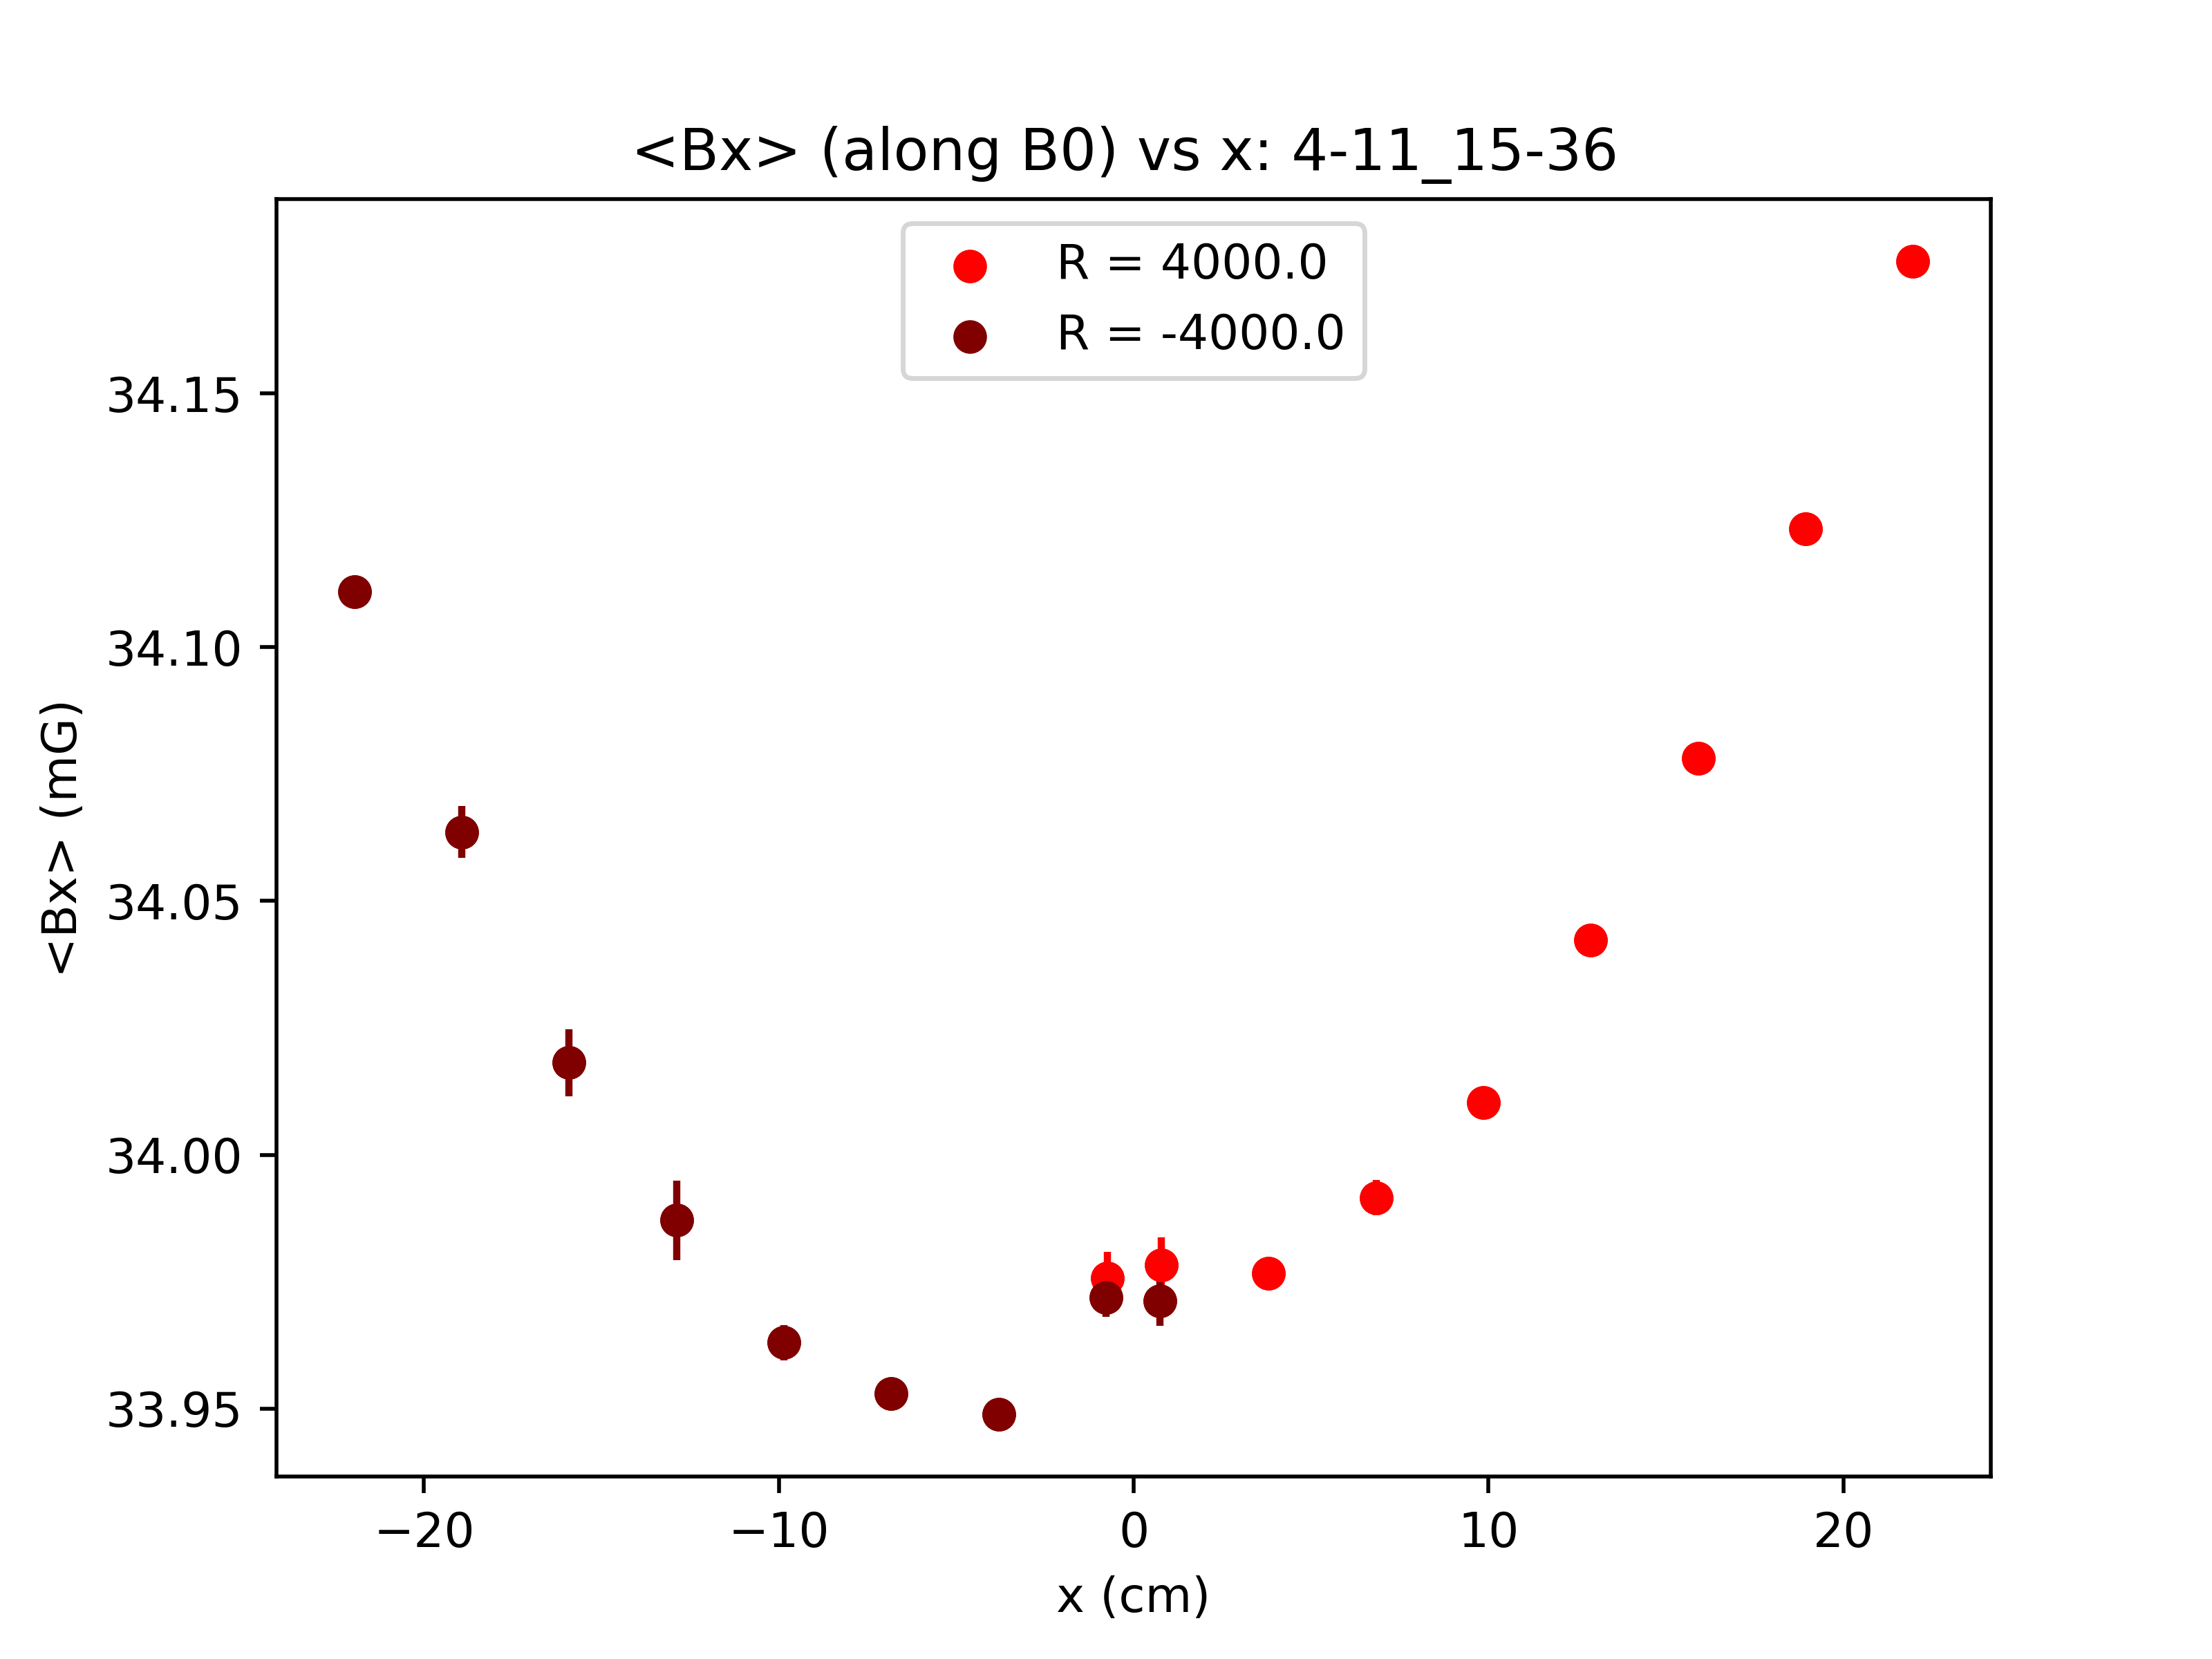 <Bx> (along B0) vs x: 4-11_15-36
R = 4000.0
R = -4000.0
<Bx> (mG)
34.15
34.10
34.05
34.00
33.95
−20 −10 0 10 20
x (cm)